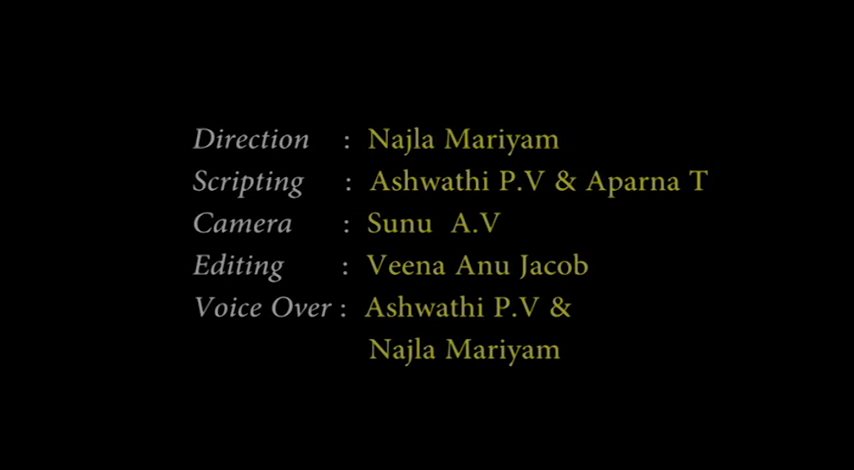 Direction : Najla Mariyam
Scripting : Ashwathi P.V & Aparna T
Camera : Sunu A.V
Editing : Veena Anu Jacob
Voice Over : Ashwathi P.V &
Najla Mariyam